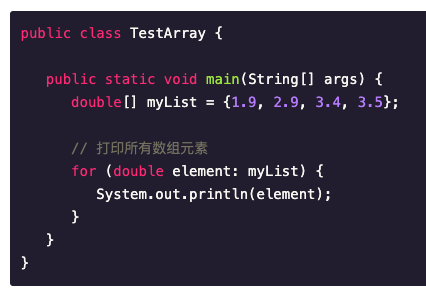 public class TestArray {
public static void main(String[] args) {
double[] myList = {1.9, 2.9, 3.4, 3.5};
// 打印所有数组元素
for (double element: myList) {
System.out.println(element);
}
}
}